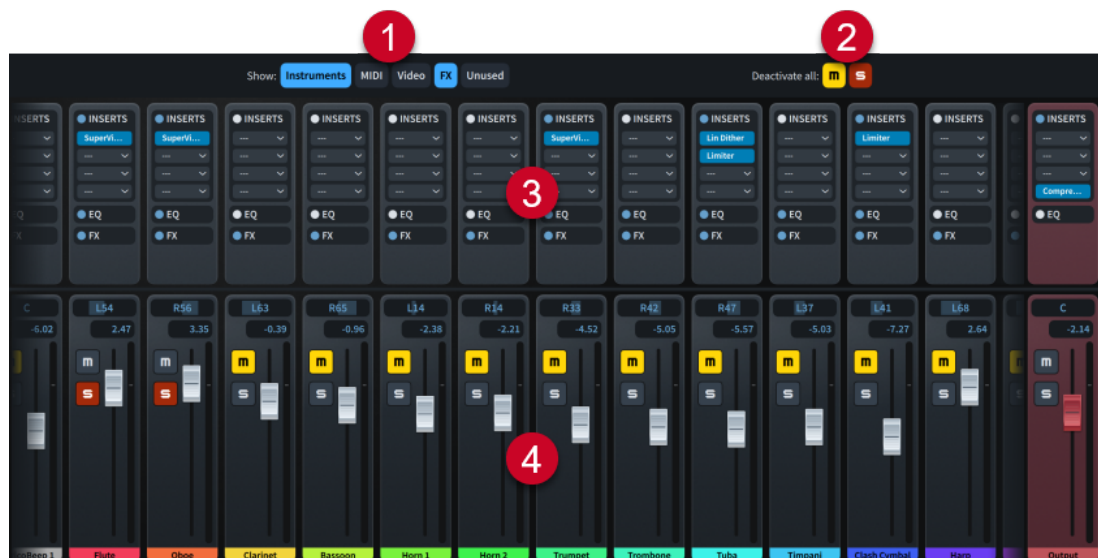 1 2
Show: Instruments MIDI Video FX Unused Deactivate all: m s
INSERTS INSERTS INSERTS INSERTS INSERTS INSERTS INSERTS INSERTS INSERTS INSERTS INSERTS INSERTS INSERTS
SuperVi... SuperVi... --- --- --- --- SuperVi... --- Lin Dither --- Limiter --- ---
--- --- --- --- --- --- --- --- Limiter --- --- --- ---
--- --- --- --- --- --- --- --- --- --- --- --- ---
--- --- --- --- --- --- --- --- --- --- --- --- Compre...
3
EQ EQ EQ EQ EQ EQ EQ EQ EQ EQ EQ EQ EQ
FX FX FX FX FX FX FX FX FX FX FX FX
C L54 R56 L63 R65 L14 R14 R33 R42 R47 L37 L41 L68 C
-6.02 2.47 3.35 -0.39 -0.96 -2.38 -2.21 -4.52 -5.05 -5.57 -5.03 -7.27 2.64 -2.14
m m m m m m m m m m m m m
s s s s s s s s s s s s s
4
Flute Oboe Clarinet Bassoon Horn 1 Horn 2 Trumpet Trombone Tuba Timpani Clash Cymbal Harp Output